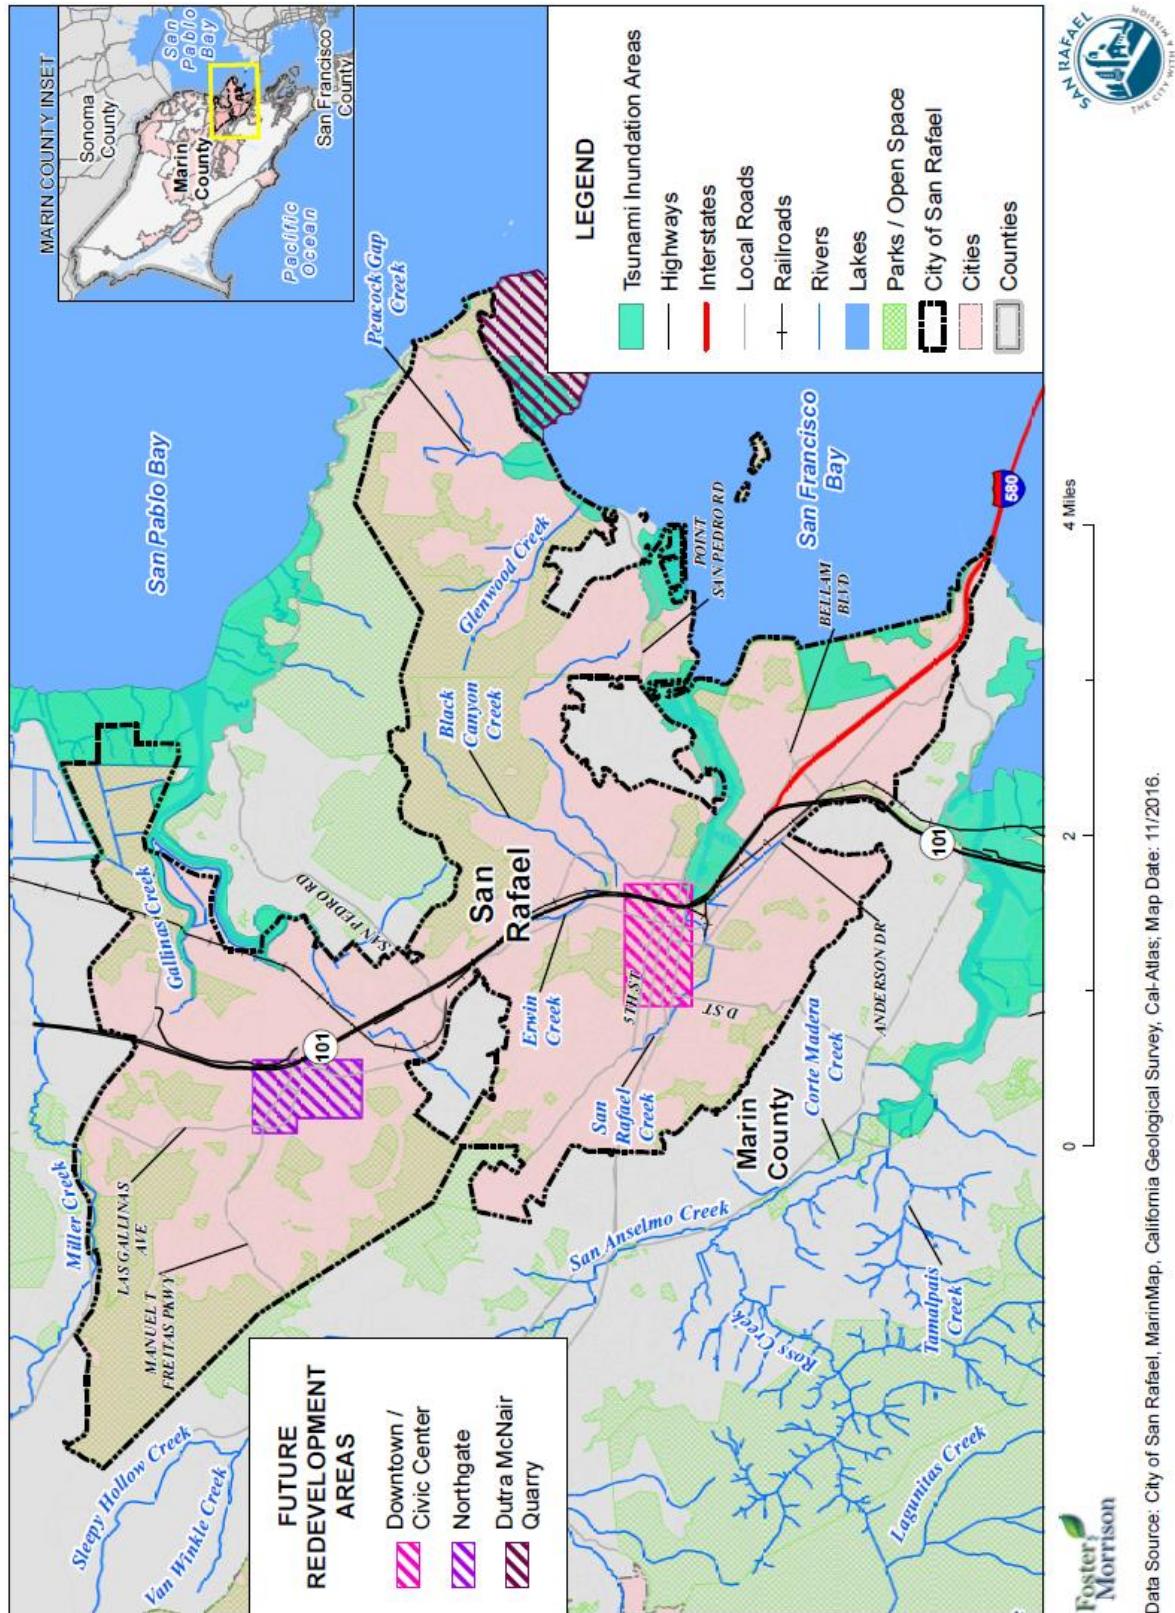 MARIN COUNTY INSET
Sonoma
County
San
Pablo
Bay
Marin
County
Pacific
Ocean
San Francisco
County
San Pablo Bay
Peacock Gap
Creek
Miller Creek
Gallinas Creek
LAS GALLINAS
AVE
MANUEL T
FREITAS PKWY
101
SAN PEDRO RD
Sleepy Hollow Creek
Van Winkle Creek
San
Rafael
Black
Canyon
Creek
Glenwood Creek
Erwin
Creek
5TH ST
D ST
San
Rafael
Creek
POINT
SAN PEDRO RD
San Francisco
Bay
BELLAM
BLVD
580
San Anselmo Creek
Marin
County
Corte Madera
Creek
ANDERSON DR
101
Ross Creek
Tamalpais
Creek
Lagunitas Creek
FUTURE
REDEVELOPMENT
AREAS
Downtown /
Civic Center
Northgate
Dutra McNair
Quarry
LEGEND
Tsunami Inundation Areas
Highways
Interstates
Local Roads
Railroads
Rivers
Lakes
Parks / Open Space
City of San Rafael
Cities
Counties
Foster
Morrison
0
2
4 Miles
SAN RAFAEL
THE CITY WITH A MISSION
Data Source: City of San Rafael, MarinMap, California Geological Survey, Cal-Atlas; Map Date: 11/2016.